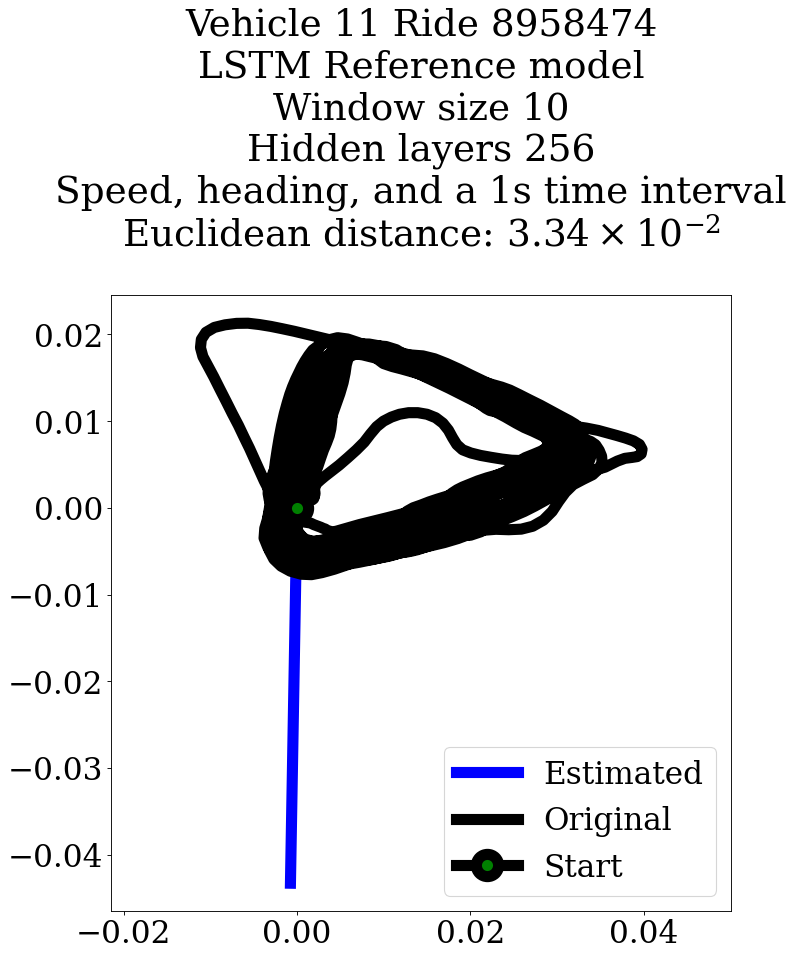 Vehicle 11 Ride 8958474
LSTM Reference model
Window size 10
Hidden layers 256
Speed, heading, and a 1s time interval
Euclidean distance: 3.34 × 10⁻²
0.02
0.01
0.00
−0.01
−0.02
−0.03
−0.04
Estimated
Original
Start
−0.02 0.00 0.02 0.04